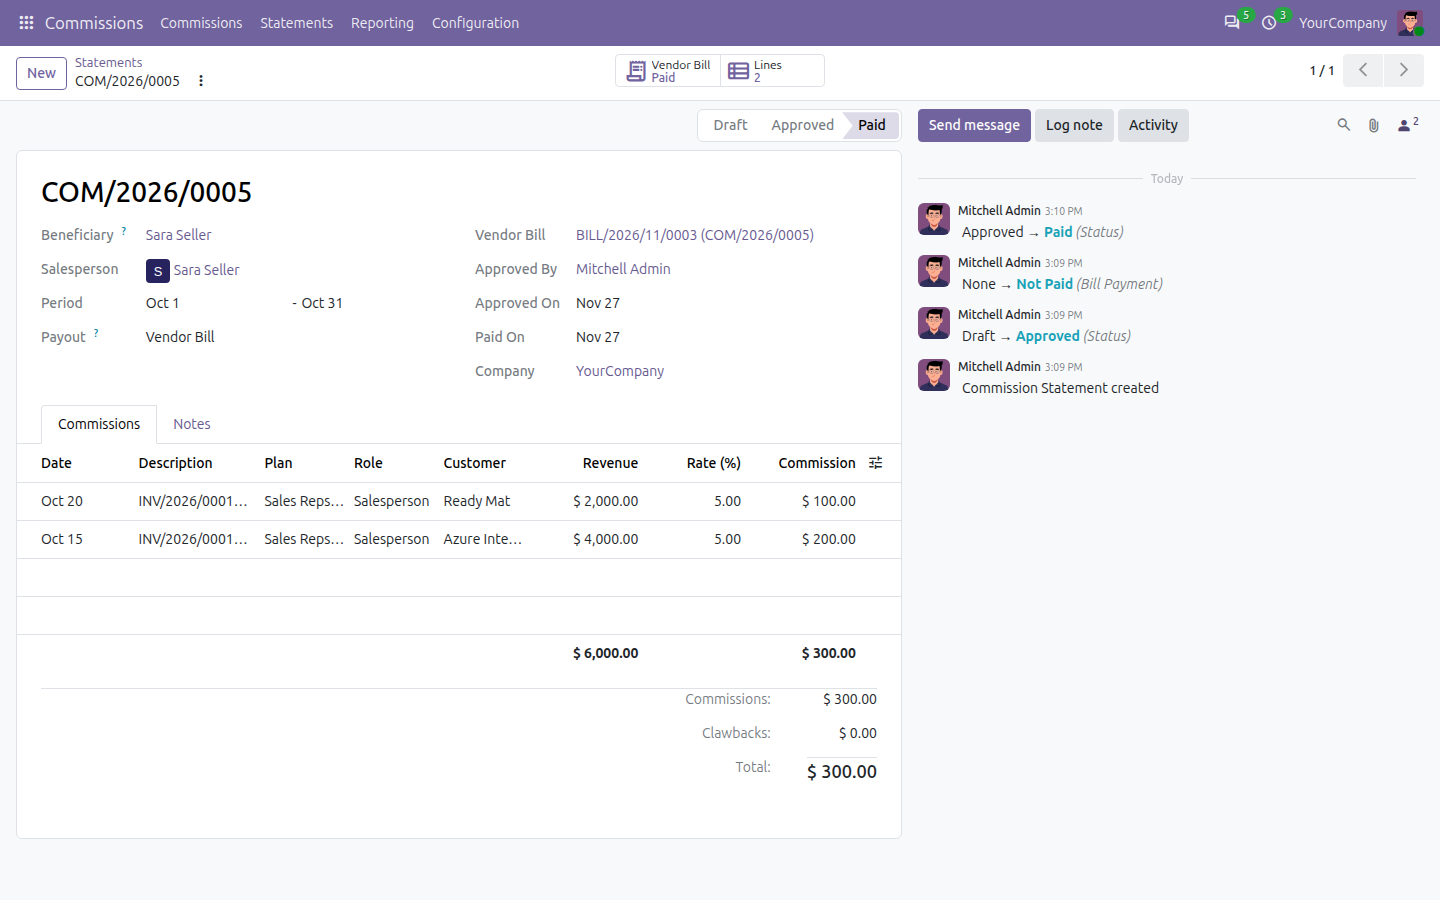 Commissions Commissions Statements Reporting Configuration 5 3 YourCompany
New Statements
COM/2026/0005
Vendor Bill
Paid
Lines
2
1 / 1
Draft Approved Paid
Send message Log note Activity 2
COM/2026/0005
Beneficiary ? Sara Seller
Salesperson S Sara Seller
Period Oct 1 - Oct 31
Payout ? Vendor Bill
Vendor Bill BILL/2026/11/0003 (COM/2026/0005)
Approved By Mitchell Admin
Approved On Nov 27
Paid On Nov 27
Company YourCompany
Commissions Notes
Date Description Plan Role Customer Revenue Rate (%) Commission
Oct 20 INV/2026/0001... Sales Reps... Salesperson Ready Mat $ 2,000.00 5.00 $ 100.00
Oct 15 INV/2026/0001... Sales Reps... Salesperson Azure Inte... $ 4,000.00 5.00 $ 200.00
$ 6,000.00 $ 300.00
Commissions: $ 300.00
Clawbacks: $ 0.00
Total: $ 300.00
Today
Mitchell Admin 3:10 PM
Approved → Paid (Status)
Mitchell Admin 3:09 PM
None → Not Paid (Bill Payment)
Mitchell Admin 3:09 PM
Draft → Approved (Status)
Mitchell Admin 3:09 PM
Commission Statement created